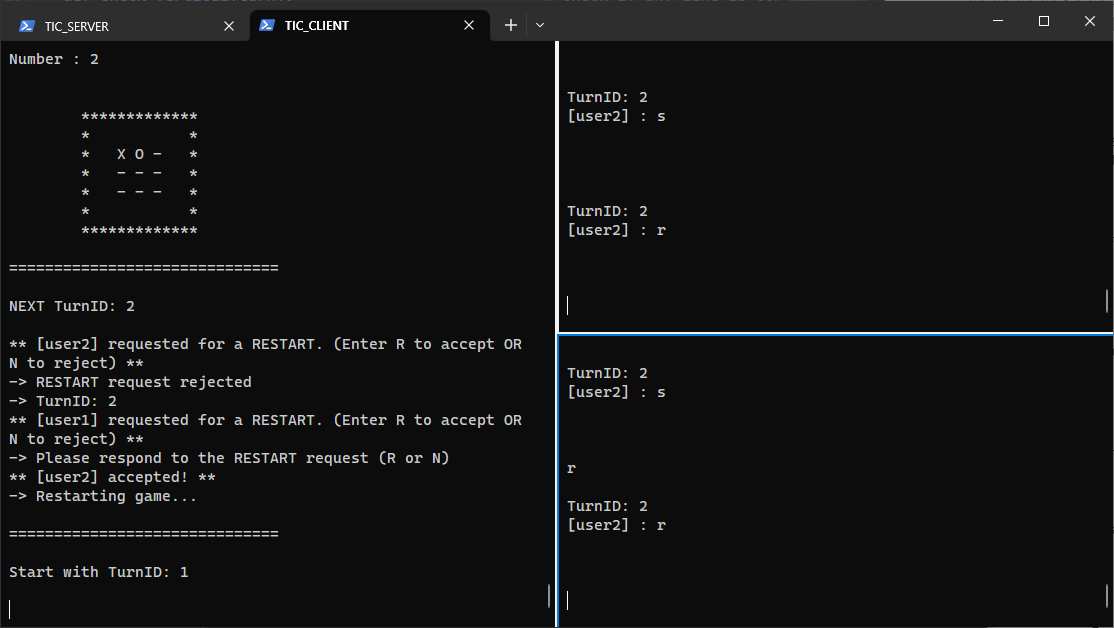 TIC_SERVER
TIC_CLIENT
Number : 2
*************
*           *
*   X O -   *
*   - - -   *
*   - - -   *
*           *
*************
==============================
NEXT TurnID: 2
** [user2] requested for a RESTART. (Enter R to accept OR
N to reject) **
-> RESTART request rejected
-> TurnID: 2
** [user1] requested for a RESTART. (Enter R to accept OR
N to reject) **
-> Please respond to the RESTART request (R or N)
** [user2] accepted! **
-> Restarting game...
==============================
Start with TurnID: 1
TurnID: 2
[user2] : s
TurnID: 2
[user2] : r
TurnID: 2
[user2] : s
r
TurnID: 2
[user2] : r